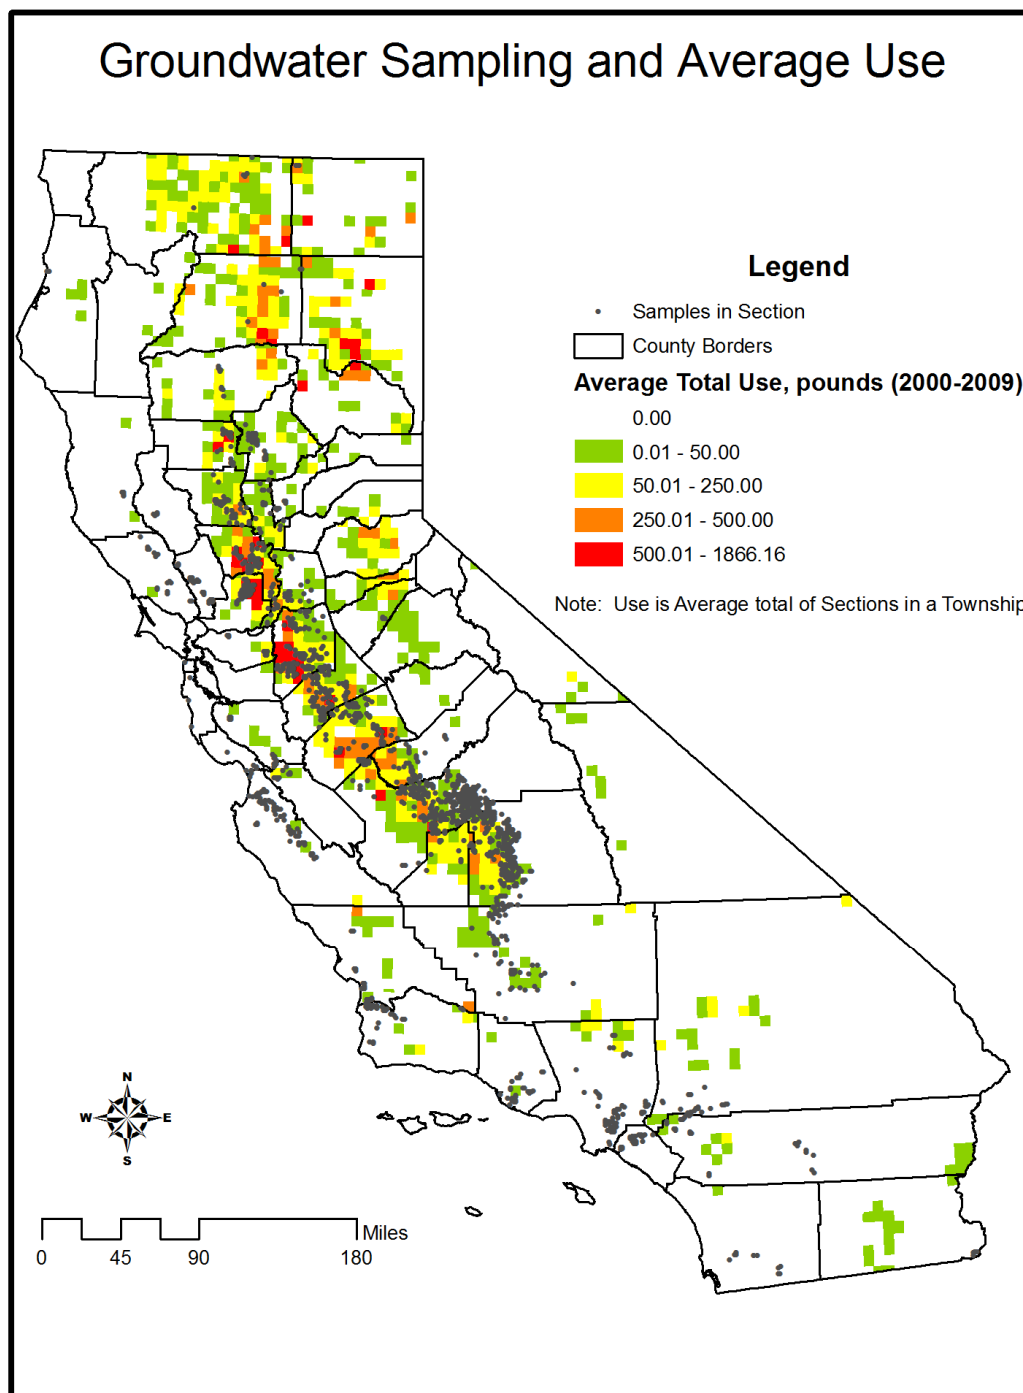 Groundwater Sampling and Average Use
Legend
Samples in Section
County Borders
Average Total Use, pounds (2000-2009)
0.00
0.01 - 50.00
50.01 - 250.00
250.01 - 500.00
500.01 - 1866.16
Note: Use is Average total of Sections in a Township
N
W E
S
Miles
0 45 90 180